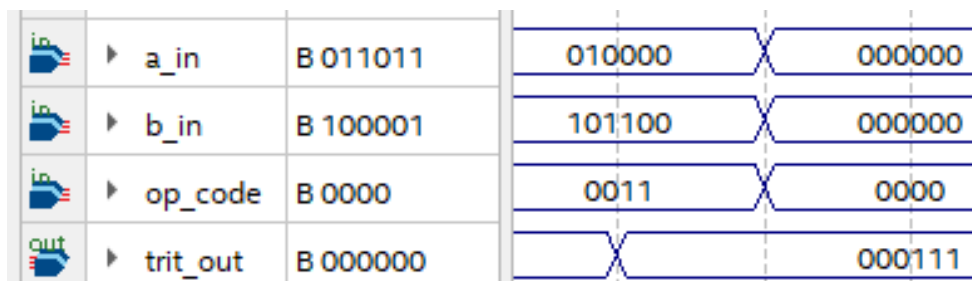 in a_in B 011011 010000 000000
in b_in B 100001 101100 000000
in op_code B 0000 0011 0000
out trit_out B 000000 000111